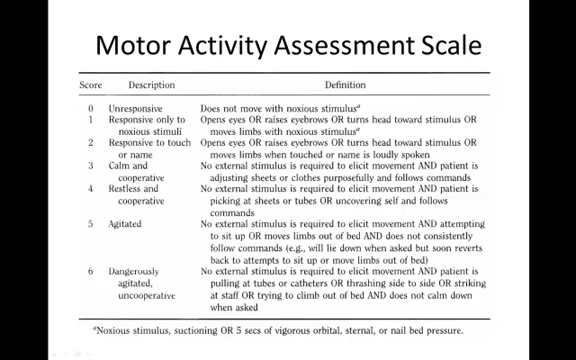 Motor Activity Assessment Scale
Score Description Definition
0 Unresponsive Does not move with noxious stimulusª
1 Responsive only to Opens eyes OR raises eyebrows OR turns head toward stimulus OR
noxious stimuli moves limbs with noxious stimulusª
2 Responsive to touch Opens eyes OR raises eyebrows OR turns head toward stimulus OR
or name moves limbs when touched or name is loudly spoken
3 Calm and No external stimulus is required to elicit movement AND patient is
cooperative adjusting sheets or clothes purposefully and follows commands
4 Restless and No external stimulus is required to elicit movement AND patient is
cooperative picking at sheets or tubes OR uncovering self and follows
commands
5 Agitated No external stimulus is required to elicit movement AND attempting
to sit up OR moves limbs out of bed AND does not consistently
follow commands (e.g., will lie down when asked but soon reverts
back to attempts to sit up or move limbs out of bed)
6 Dangerously No external stimulus is required to elicit movement AND patient is
agitated, pulling at tubes or catheters OR thrashing side to side OR striking
uncooperative at staff OR trying to climb out of bed AND does not calm down
when asked
ªNoxious stimulus, suctioning OR 5 secs of vigorous orbital, sternal, or nail bed pressure.